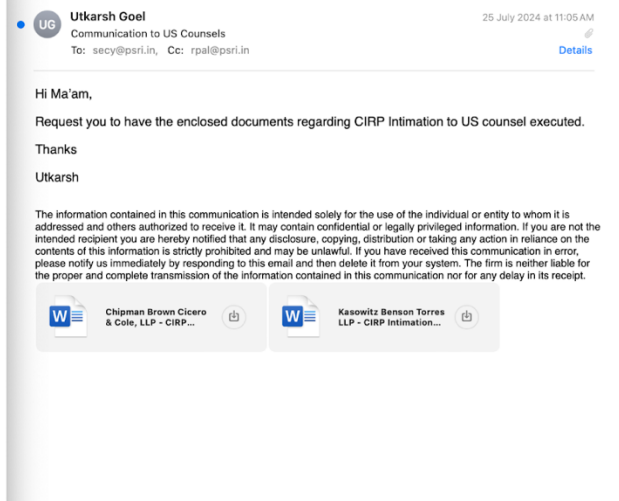 UG
Utkarsh Goel
25 July 2024 at 11:05 AM
Communication to US Counsels
To: secy@psri.in, Cc: rpal@psri.in
Details
Hi Ma'am,
Request you to have the enclosed documents regarding CIRP Intimation to US counsel executed.
Thanks
Utkarsh
The information contained in this communication is intended solely for the use of the individual or entity to whom it is
addressed and others authorized to receive it. It may contain confidential or legally privileged information. If you are not the
intended recipient you are hereby notified that any disclosure, copying, distribution or taking any action in reliance on the
contents of this information is strictly prohibited and may be unlawful. If you have received this communication in error,
please notify us immediately by responding to this email and then delete it from your system. The firm is neither liable for
the proper and complete transmission of the information contained in this communication nor for any delay in its receipt.
W
Chipman Brown Cicero
& Cole, LLP - CIRP...
W
Kasowitz Benson Torres
LLP - CIRP Intimation...